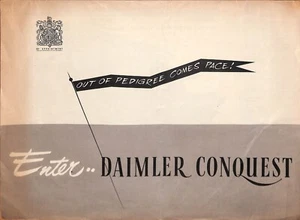 OUT OF PEDIGREE COMES PACE!
Enter.. DAIMLER CONQUEST